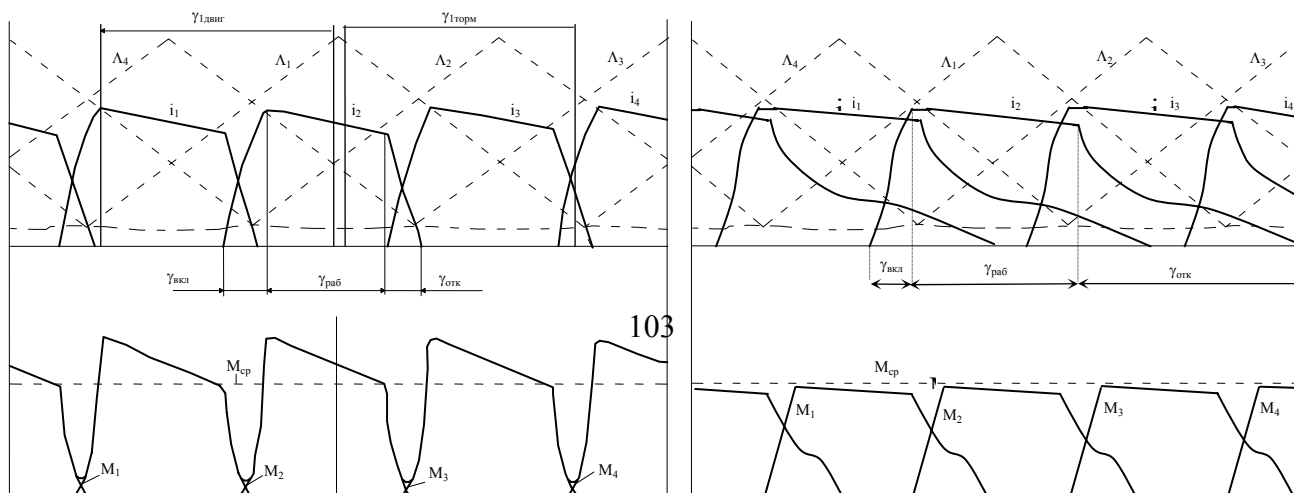 γ1двиг γ1торм
Λ4 Λ1 Λ2 Λ3
i1 i2 i3 i4
γвкл γраб γотк
Mср
M1 M2 M3 M4
103
Λ4 Λ1 Λ2 Λ3
i1 i2 i3 i4
γвкл γраб γотк
Mср
M1 M2 M3 M4